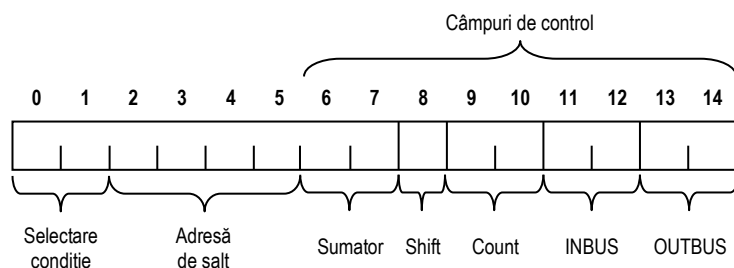 Câmpuri de control
0 1 2 3 4 5 6 7 8 9 10 11 12 13 14
Selectare condiție
Adresă de salt
Sumator
Shift
Count
INBUS
OUTBUS